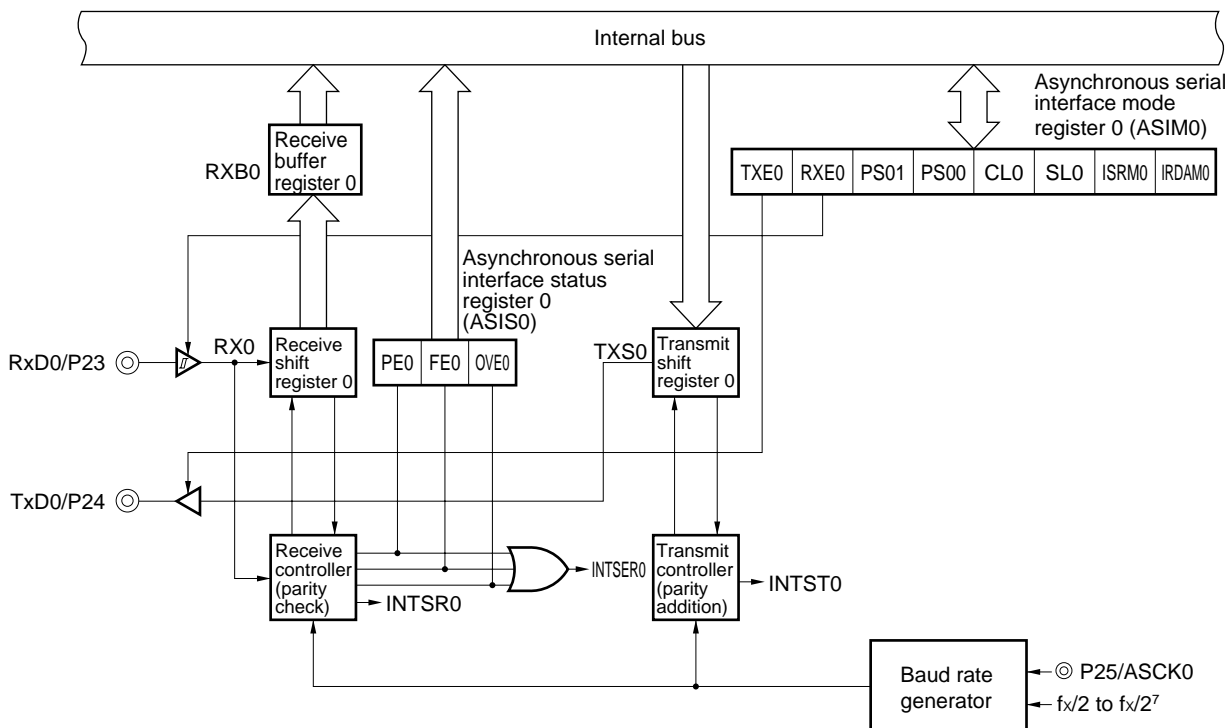 Internal bus
Asynchronous serial
interface mode
register 0 (ASIM0)
Receive
buffer
register 0
RXB0
TXE0 RXE0 PS01 PS00 CL0 SL0 ISRM0 IRDAM0
Asynchronous serial
interface status
register 0
(ASIS0)
RxD0/P23
RX0
Receive
shift
register 0
PE0 FE0 OVE0
TXS0
Transmit
shift
register 0
TxD0/P24
Receive
controller
(parity
check)
INTSER0
INTSR0
Transmit
controller
(parity
addition)
INTST0
Baud rate
generator
P25/ASCK0
fx/2 to fx/2⁷